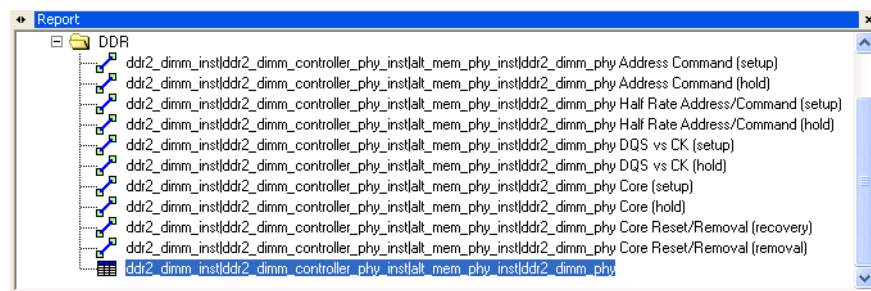 Report
DDR
ddr2_dimm_inst|ddr2_dimm_controller_phy_inst|alt_mem_phy_inst|ddr2_dimm_phy Address Command (setup)
ddr2_dimm_inst|ddr2_dimm_controller_phy_inst|alt_mem_phy_inst|ddr2_dimm_phy Address Command (hold)
ddr2_dimm_inst|ddr2_dimm_controller_phy_inst|alt_mem_phy_inst|ddr2_dimm_phy Half Rate Address/Command (setup)
ddr2_dimm_inst|ddr2_dimm_controller_phy_inst|alt_mem_phy_inst|ddr2_dimm_phy Half Rate Address/Command (hold)
ddr2_dimm_inst|ddr2_dimm_controller_phy_inst|alt_mem_phy_inst|ddr2_dimm_phy DQS vs CK (setup)
ddr2_dimm_inst|ddr2_dimm_controller_phy_inst|alt_mem_phy_inst|ddr2_dimm_phy DQS vs CK (hold)
ddr2_dimm_inst|ddr2_dimm_controller_phy_inst|alt_mem_phy_inst|ddr2_dimm_phy Core (setup)
ddr2_dimm_inst|ddr2_dimm_controller_phy_inst|alt_mem_phy_inst|ddr2_dimm_phy Core (hold)
ddr2_dimm_inst|ddr2_dimm_controller_phy_inst|alt_mem_phy_inst|ddr2_dimm_phy Core Reset/Removal (recovery)
ddr2_dimm_inst|ddr2_dimm_controller_phy_inst|alt_mem_phy_inst|ddr2_dimm_phy Core Reset/Removal (removal)
ddr2_dimm_inst|ddr2_dimm_controller_phy_inst|alt_mem_phy_inst|ddr2_dimm_phy